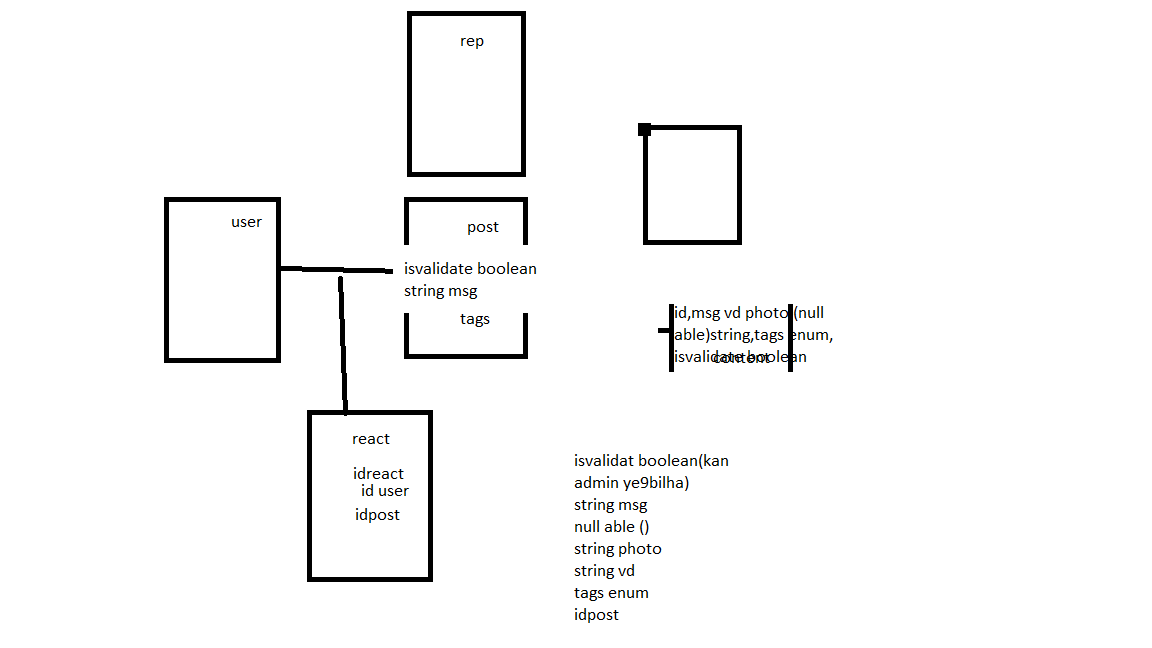 rep
user
post
isvalidate boolean
string msg
tags
id,msg vd photo (null
able)string,tags enum,
isvalidate boolean
content
react
idreact
id user
idpost
isvalidat boolean(kan
admin ye9bilha)
string msg
null able ()
string photo
string vd
tags enum
idpost